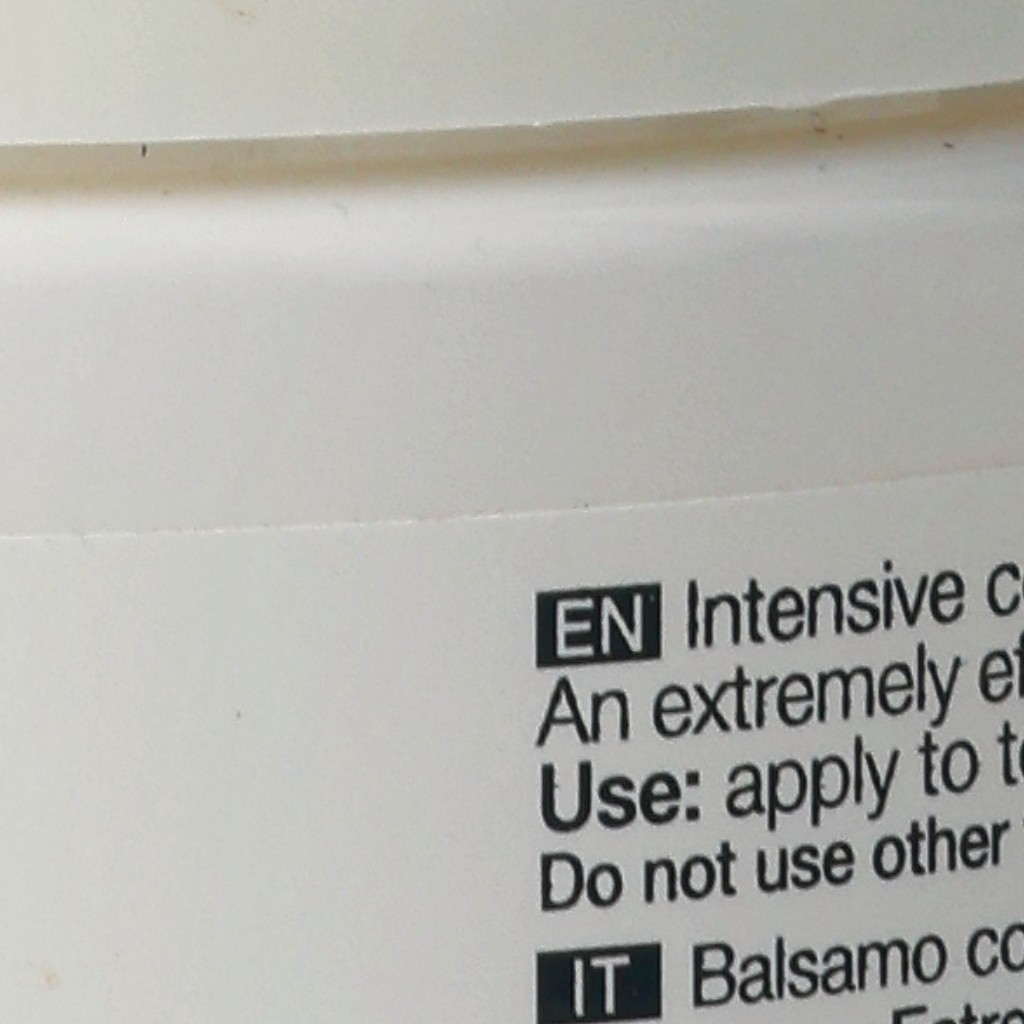 EN Intensive
An extremely
Use: apply to
Do not use other
IT Balsamo